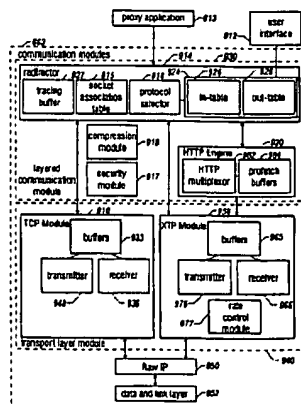 proxy application
813
user
interface
812
communication modules
814
redirector
tracing
buffer
socket
association
table
815
protocol
selector
in-table
out-table
compression
module
security
module
817
HTTP Engine
HTTP
multiplexor
prefetch
buffers
layered
communication
module
TCP Module
buffers
transmitter
receiver
XTP Module
buffers
transmitter
receiver
rate
control
module
transport layer module
Raw IP
850
data and link layer
852